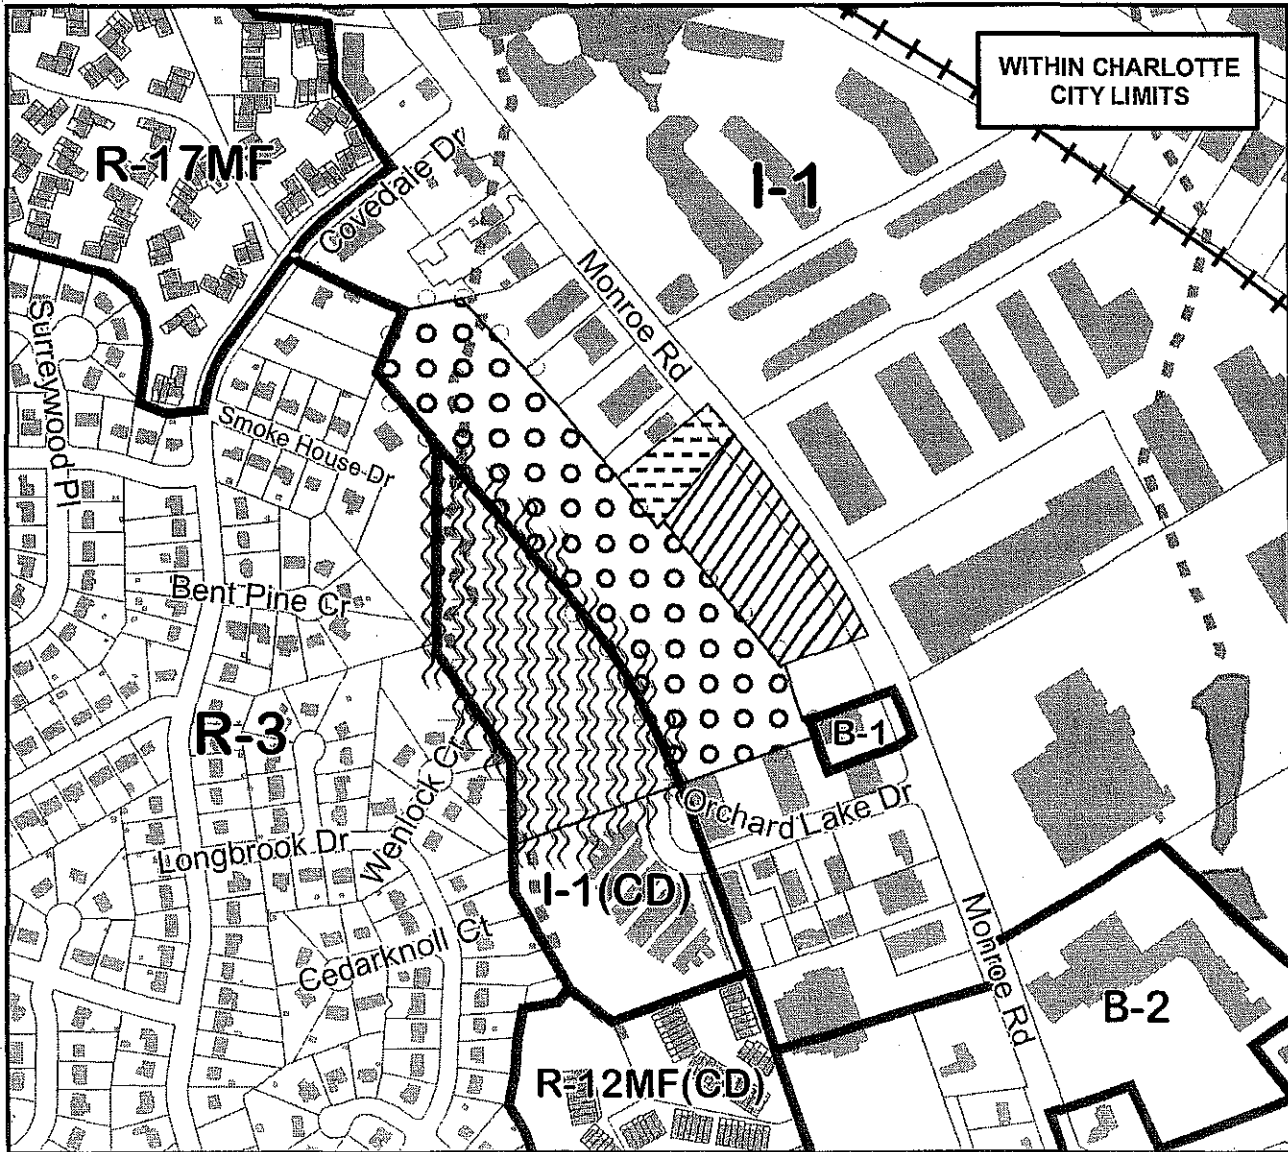 WITHIN CHARLOTTE
CITY LIMITS
R-17MF
Covedale Dr
I-1
Monroe Rd
Surreywood Pl
Smoke House Dr
Bent Pine Cr
R-3
B-1
Wenlock Cr
Orchard Lake Dr
Longbrook Dr
I-1(CD)
Cedarknoll Ct
Monroe Rd
B-2
R-12MF(CD)